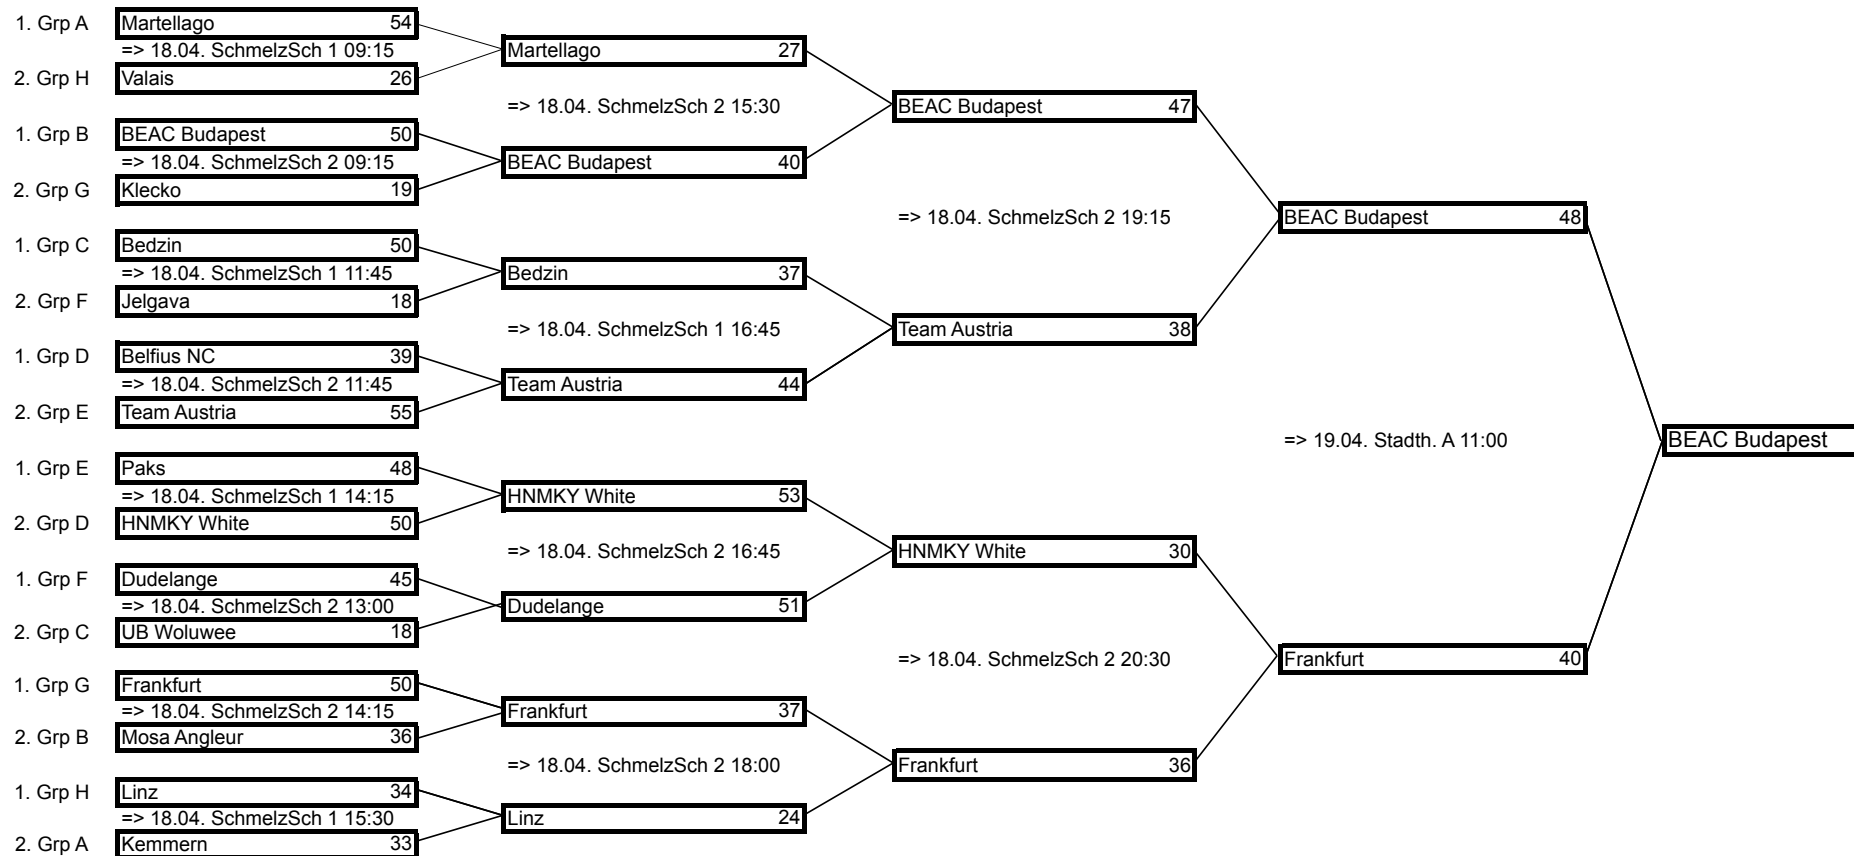 1. Grp A Martellago 54
=> 18.04. SchmelzSch 1 09:15
Martellago 27
2. Grp H Valais 26
=> 18.04. SchmelzSch 2 15:30
BEAC Budapest 47
1. Grp B BEAC Budapest 50
=> 18.04. SchmelzSch 2 09:15
BEAC Budapest 40
2. Grp G Klecko 19
=> 18.04. SchmelzSch 2 19:15
BEAC Budapest 48
1. Grp C Bedzin 50
=> 18.04. SchmelzSch 1 11:45
Bedzin 37
2. Grp F Jelgava 18
=> 18.04. SchmelzSch 1 16:45
Team Austria 38
1. Grp D Belfius NC 39
=> 18.04. SchmelzSch 2 11:45
Team Austria 44
2. Grp E Team Austria 55
=> 19.04. Stadth. A 11:00
BEAC Budapest
1. Grp E Paks 48
=> 18.04. SchmelzSch 1 14:15
HNMKY White 53
2. Grp D HNMKY White 50
=> 18.04. SchmelzSch 2 16:45
HNMKY White 30
1. Grp F Dudelange 45
=> 18.04. SchmelzSch 2 13:00
Dudelange 51
2. Grp C UB Woluwee 18
=> 18.04. SchmelzSch 2 20:30
Frankfurt 40
1. Grp G Frankfurt 50
=> 18.04. SchmelzSch 2 14:15
Frankfurt 37
2. Grp B Mosa Angleur 36
=> 18.04. SchmelzSch 2 18:00
Frankfurt 36
1. Grp H Linz 34
=> 18.04. SchmelzSch 1 15:30
Linz 24
2. Grp A Kemmern 33